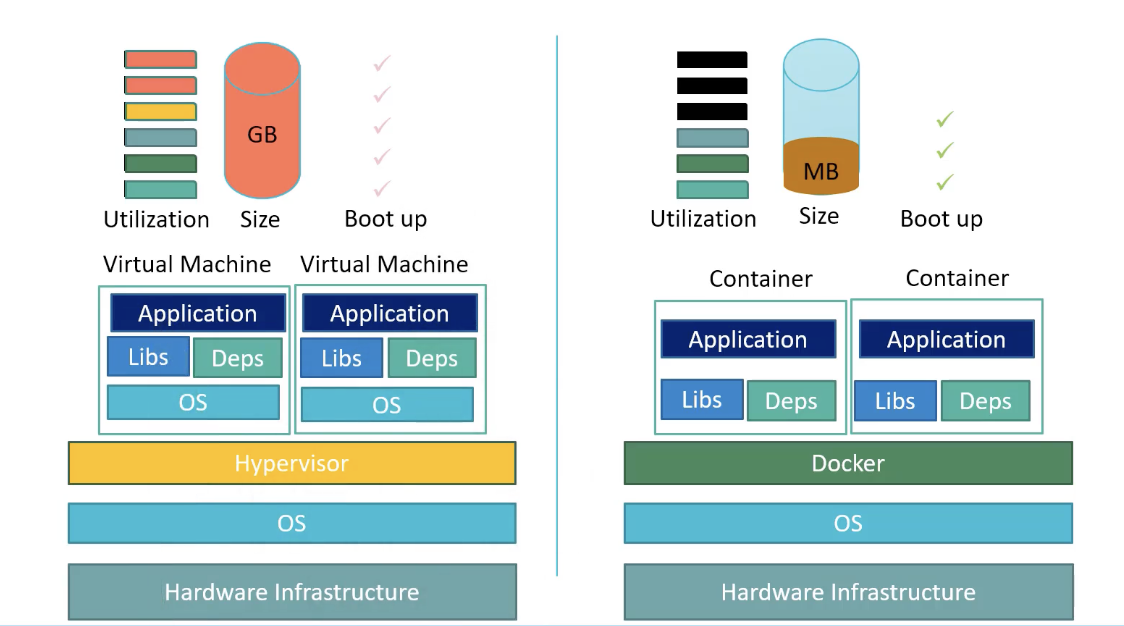 GB
Utilization
Size
Boot up
Virtual Machine
Virtual Machine
Application
Application
Libs
Deps
Libs
Deps
OS
OS
Hypervisor
OS
Hardware Infrastructure
MB
Utilization
Size
Boot up
Container
Container
Application
Application
Libs
Deps
Libs
Deps
Docker
OS
Hardware Infrastructure